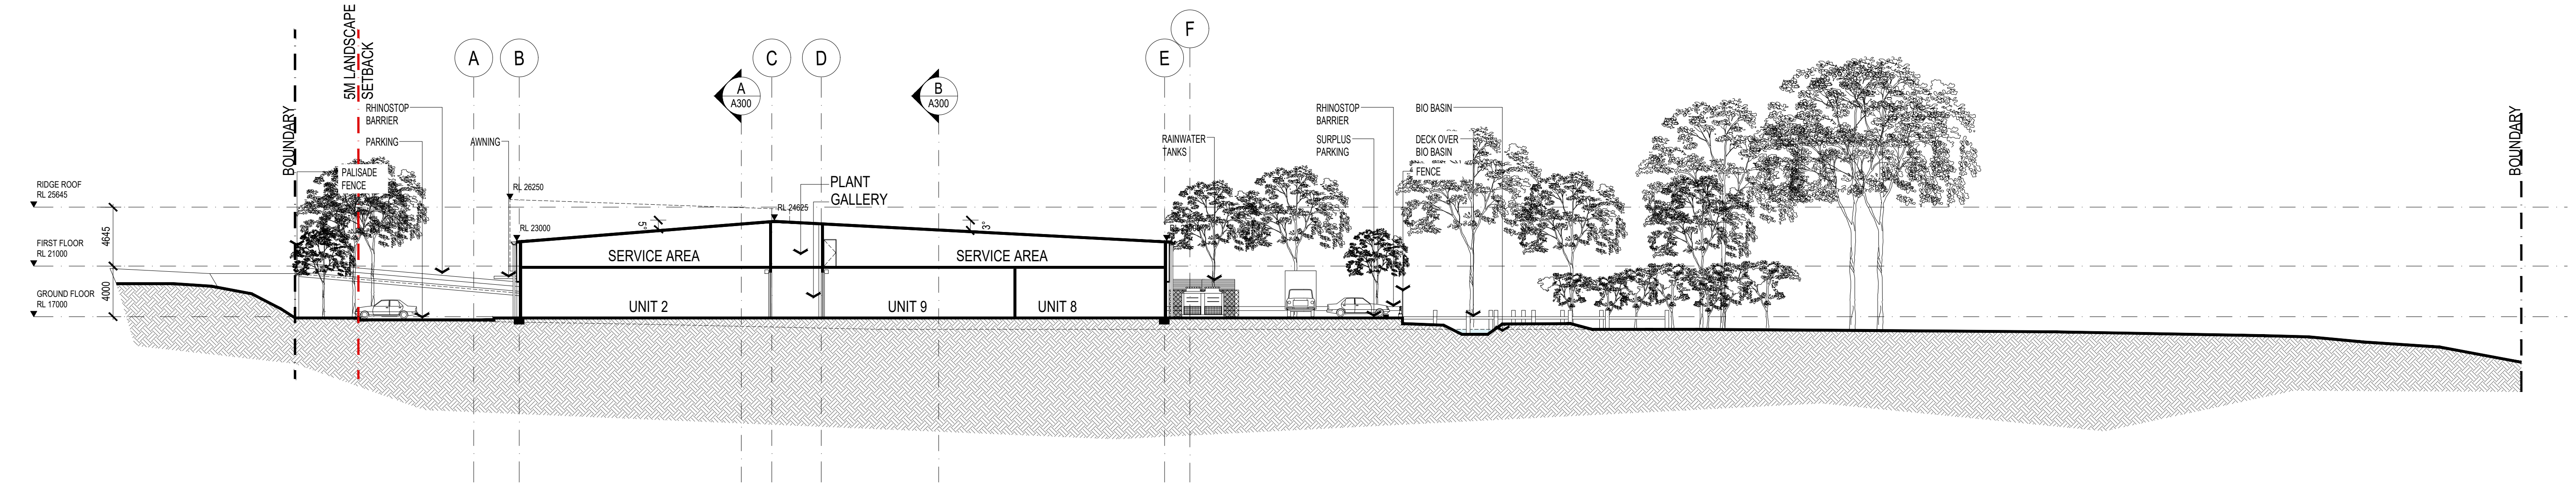 BOUNDARY
5M LANDSCAPE
SETBACK
RHINOSTOP
BARRIER
PARKING
PALISADE
FENCE
A
B
AWNING
RIDGE ROOF
RL 25645
4645
FIRST FLOOR
RL 21000
4000
GROUND FLOOR
RL 17000
RL 26250
RL 23000
5°
SERVICE AREA
UNIT 2
A
A300
C
D
RL 24625
PLANT
GALLERY
B
A300
3°
SERVICE AREA
UNIT 9
UNIT 8
E
F
RAINWATER
TANKS
RHINOSTOP
BARRIER
SURPLUS
PARKING
BIO BASIN
DECK OVER
BIO BASIN
FENCE
BOUNDARY